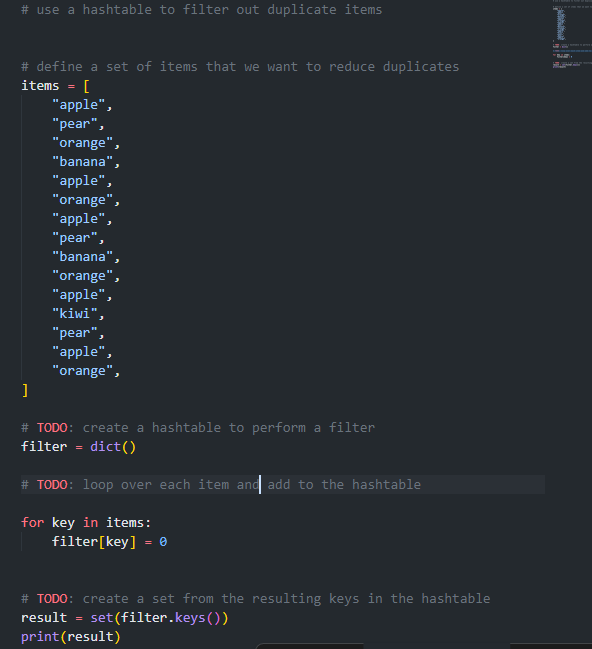 # use a hashtable to filter out duplicate items
# define a set of items that we want to reduce duplicates
items = [
    "apple",
    "pear",
    "orange",
    "banana",
    "apple",
    "orange",
    "apple",
    "pear",
    "banana",
    "orange",
    "apple",
    "kiwi",
    "pear",
    "apple",
    "orange",
]
# TODO: create a hashtable to perform a filter
filter = dict()
# TODO: loop over each item and add to the hashtable
for key in items:
    filter[key] = 0
# TODO: create a set from the resulting keys in the hashtable
result = set(filter.keys())
print(result)